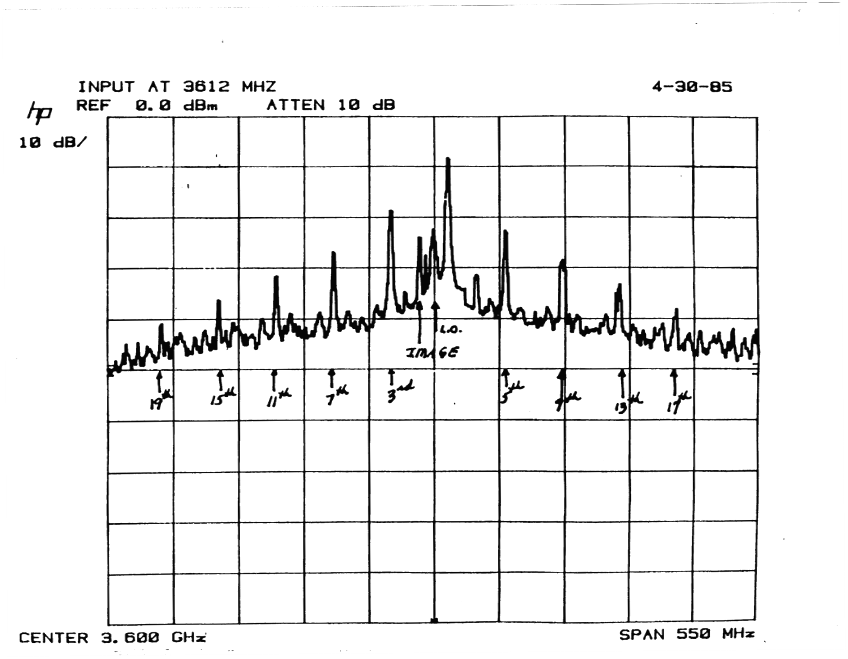 INPUT AT 3612 MHZ
4-30-85
hp REF 0.0 dBm ATTEN 10 dB
10 dB/
L.O.
IMAGE
19th 15th 11th 7th 3rd 5th 9th 13th 17th
CENTER 3.600 GHz
SPAN 550 MHz